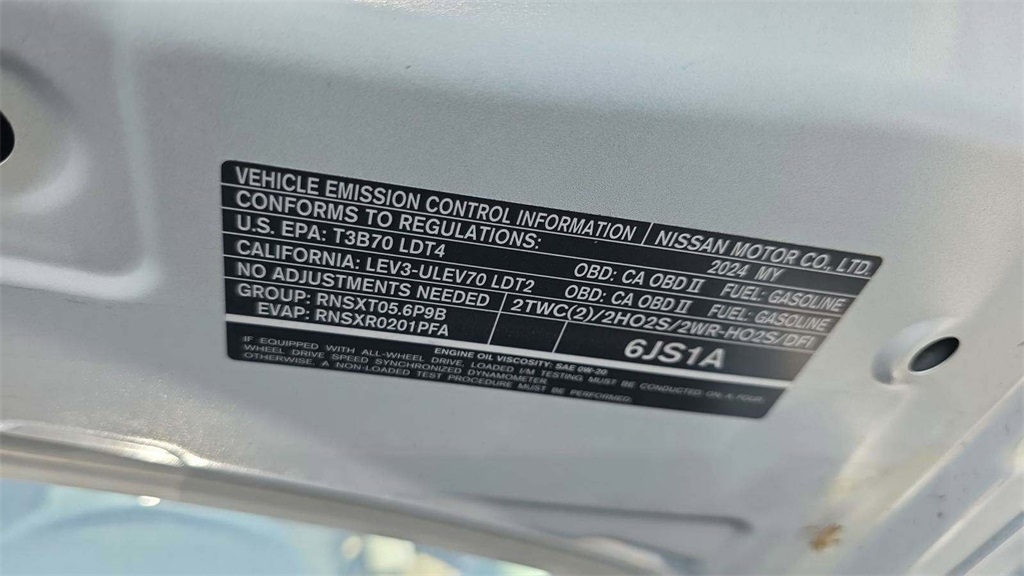 VEHICLE EMISSION CONTROL INFORMATION NISSAN MOTOR CO., LTD.
CONFORMS TO REGULATIONS: 2024 MY
U.S. EPA: T3B70 LDT4 OBD: CA OBD II FUEL: GASOLINE
CALIFORNIA: LEV3-ULEV70 LDT2 OBD: CA OBD II FUEL: GASOLINE
NO ADJUSTMENTS NEEDED 2TWC(2)/2HO2S/2WR-HO2S/DFI
GROUP: RNSXT05.6P9B
EVAP: RNSXR0201PFA 6JS1A
ENGINE OIL VISCOSITY: SAE 0W-20
IF EQUIPPED WITH ALL-WHEEL DRIVE, LOADED I/M TESTING MUST BE CONDUCTED ON A FOUR-
WHEEL DRIVE SPEED SYNCHRONIZED DYNAMOMETER
OTHERWISE, A NON-LOADED TEST PROCEDURE MUST BE PERFORMED.